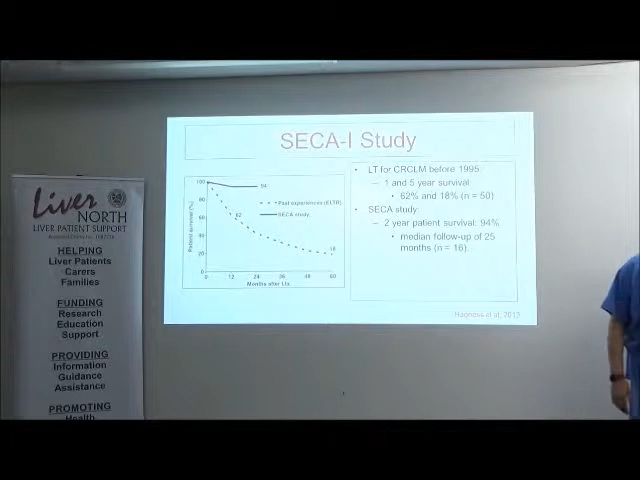 SECA-I Study
100
80
60
40
20
0
94
62
18
Past experiences (ELTR)
SECA study
Patient survival (%)
0 12 24 36 48 60
Months after Ltx
• LT for CRCLM before 1995:
– 1 and 5 year survival
• 62% and 18% (n = 50)
• SECA study:
– 2 year patient survival: 94%
• median follow-up of 25
months (n = 16)
Hagness et al, 2013
Liver
NORTH
LIVER PATIENT SUPPORT
HELPING
Liver Patients
Carers
Families
FUNDING
Research
Education
Support
PROVIDING
Information
Guidance
Assistance
PROMOTING
Health